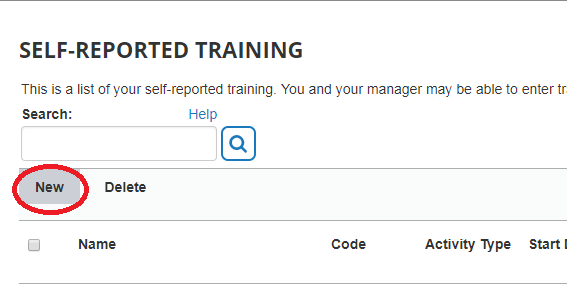 SELF-REPORTED TRAINING
This is a list of your self-reported training. You and your manager may be able to enter
Search: Help
New Delete
Name Code Activity Type Start